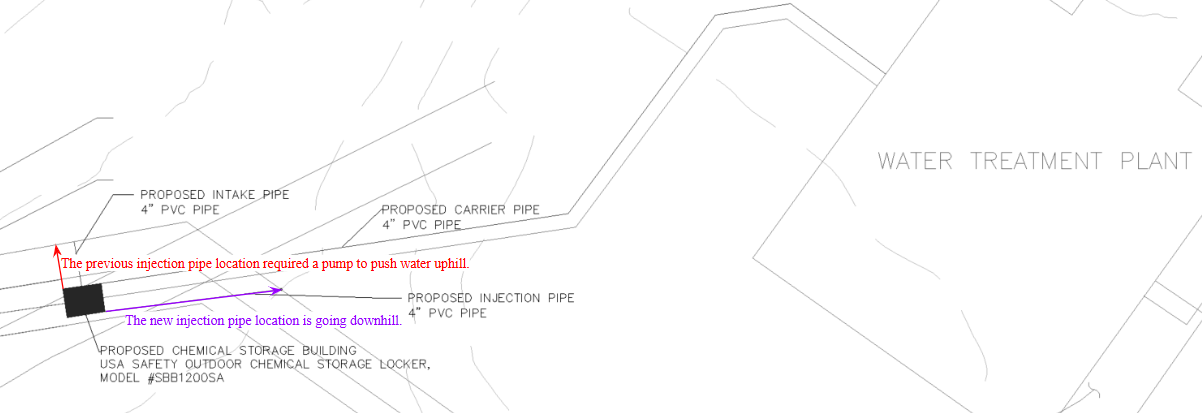 WATER TREATMENT PLANT
PROPOSED INTAKE PIPE
4" PVC PIPE
PROPOSED CARRIER PIPE
4" PVC PIPE
The previous injection pipe location required a pump to push water uphill.
PROPOSED INJECTION PIPE
4" PVC PIPE
The new injection pipe location is going downhill.
PROPOSED CHEMICAL STORAGE BUILDING
USA SAFETY OUTDOOR CHEMICAL STORAGE LOCKER,
MODEL #SBB1200SA